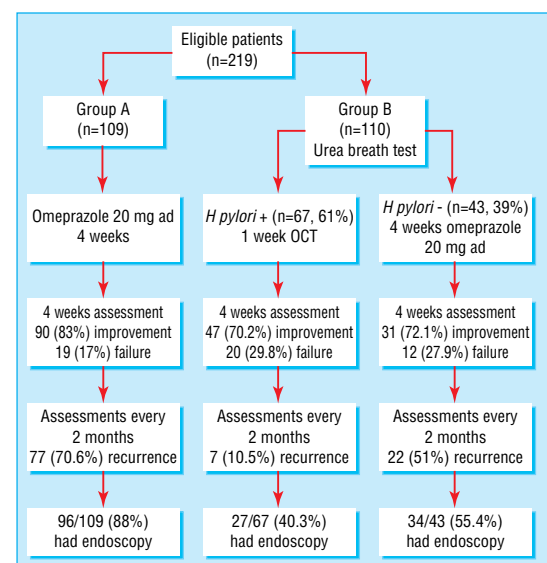 Eligible patients
(n=219)
Group A
(n=109)
Group B
(n=110)
Urea breath test
Omeprazole 20 mg ad
4 weeks
H pylori + (n=67, 61%)
1 week OCT
H pylori - (n=43, 39%)
4 weeks omeprazole
20 mg ad
4 weeks assessment
90 (83%) improvement
19 (17%) failure
4 weeks assessment
47 (70.2%) improvement
20 (29.8%) failure
4 weeks assessment
31 (72.1%) improvement
12 (27.9%) failure
Assessments every
2 months
77 (70.6%) recurrence
Assessments every
2 months
7 (10.5%) recurrence
Assessments every
2 months
22 (51%) recurrence
96/109 (88%)
had endoscopy
27/67 (40.3%)
had endoscopy
34/43 (55.4%)
had endoscopy